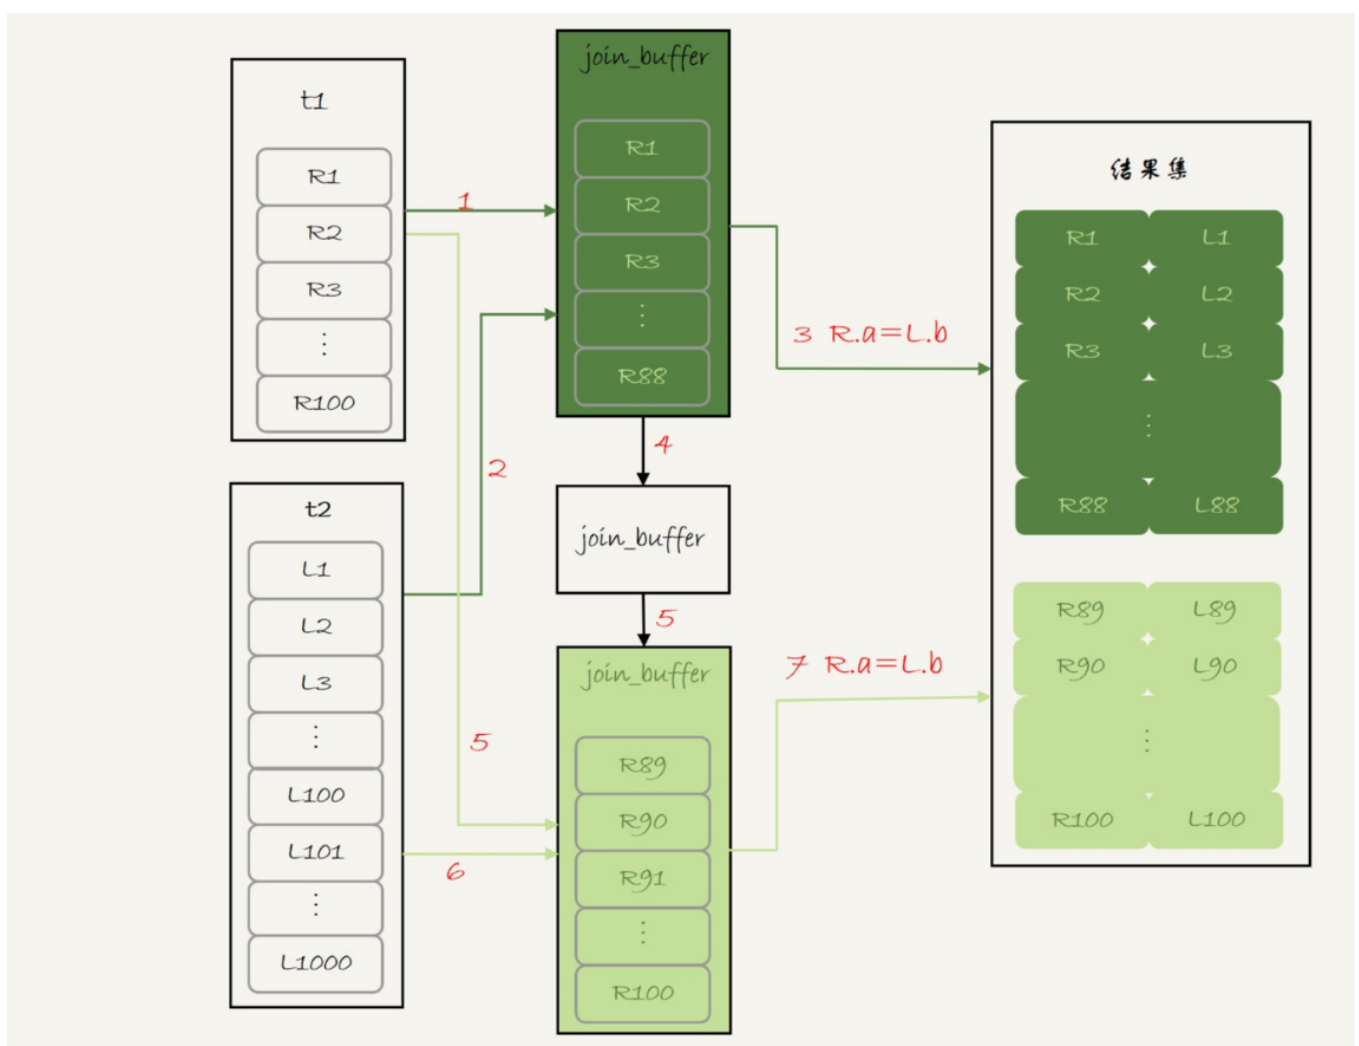 t1
R1
R2
R3
⋮
R100
t2
L1
L2
L3
⋮
L100
L101
⋮
L1000
1
2
5
6
join_buffer
R1
R2
R3
⋮
R88
4
join_buffer
5
join_buffer
R89
R90
R91
⋮
R100
3 R.a=L.b
7 R.a=L.b
结果集
R1 L1
R2 L2
R3 L3
⋮
R88 L88
R89 L89
R90 L90
⋮
R100 L100